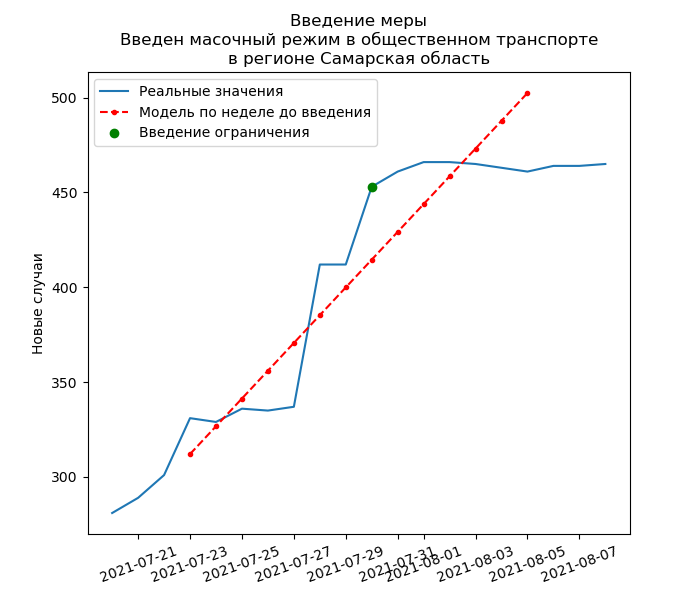 Введение меры
Введен масочный режим в общественном транспорте
в регионе Самарская область
Реальные значения
Модель по неделе до введения
Введение ограничения
Новые случаи
500
450
400
350
300
2021-07-21
2021-07-23
2021-07-25
2021-07-27
2021-07-29
2021-07-31
2021-08-01
2021-08-03
2021-08-05
2021-08-07